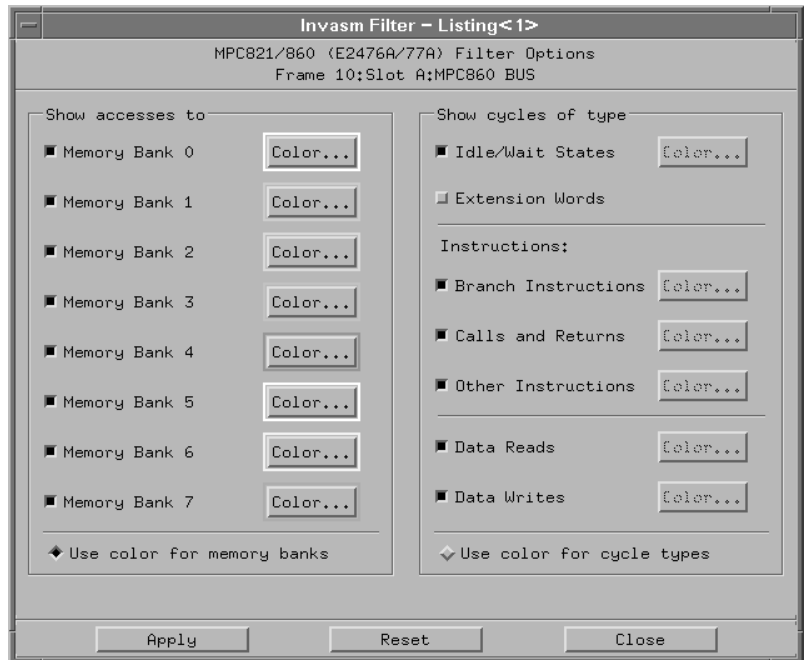 Invasm Filter – Listing<1>
MPC821/860 (E2476A/77A) Filter Options
Frame 10:Slot A:MPC860 BUS
Show accesses to
Memory Bank 0 Color...
Memory Bank 1 Color...
Memory Bank 2 Color...
Memory Bank 3 Color...
Memory Bank 4 Color...
Memory Bank 5 Color...
Memory Bank 6 Color...
Memory Bank 7 Color...
Use color for memory banks
Show cycles of type
Idle/Wait States Color...
Extension Words
Instructions:
Branch Instructions Color...
Calls and Returns Color...
Other Instructions Color...
Data Reads Color...
Data Writes Color...
Use color for cycle types
Apply Reset Close